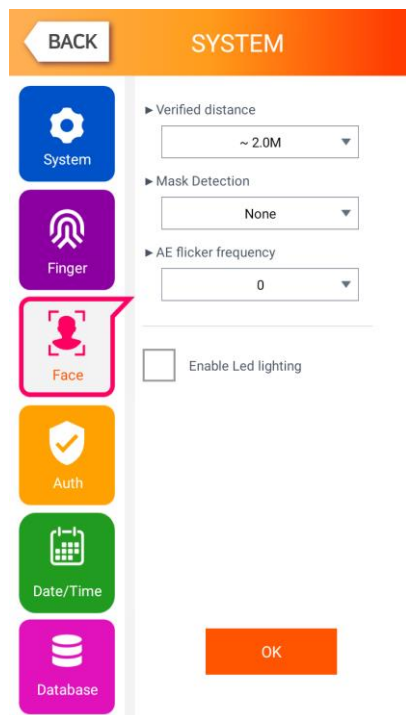 BACK
SYSTEM
System
Finger
Face
Auth
Date/Time
Database
►Verified distance
~ 2.0M
►Mask Detection
None
►AE flicker frequency
0
Enable Led lighting
OK